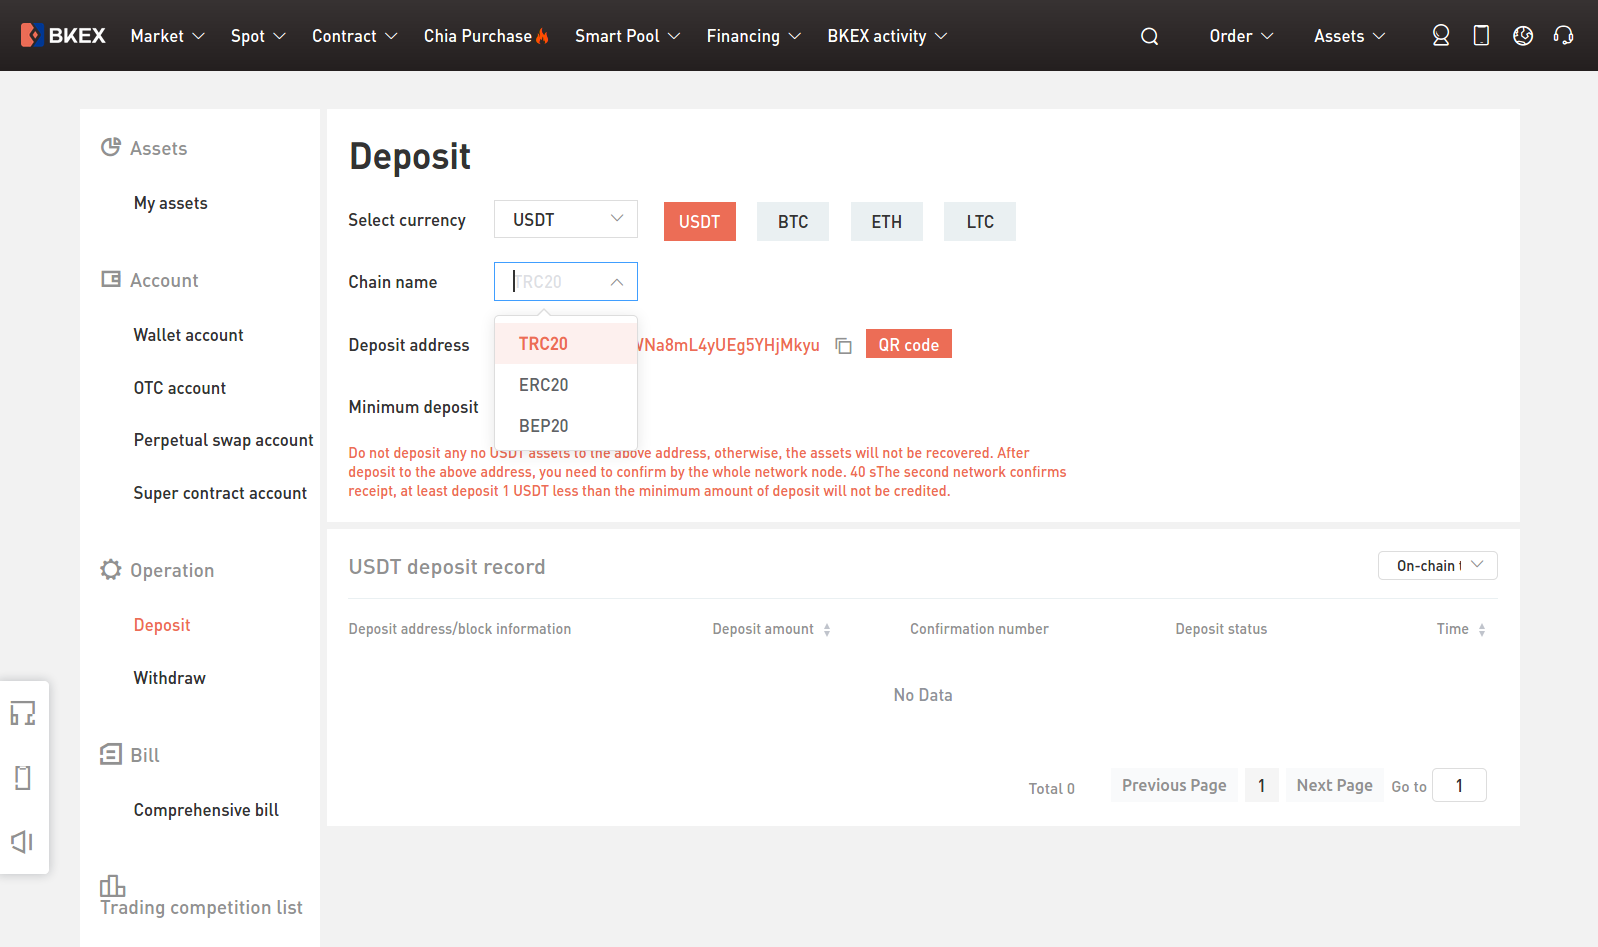 BKEX Market Spot Contract Chia Purchase Smart Pool Financing BKEX activity Order Assets
Assets
My assets
Account
Wallet account
OTC account
Perpetual swap account
Super contract account
Operation
Deposit
Withdraw
Bill
Comprehensive bill
Trading competition list
Deposit
Select currency USDT USDT BTC ETH LTC
Chain name TRC20
TRC20
ERC20
BEP20
Deposit address Na8mL4yUEg5YHjMkyu QR code
Minimum deposit
Do not deposit any no USDT assets to the above address, otherwise, the assets will not be recovered. After
deposit to the above address, you need to confirm by the whole network node. 40 sThe second network confirms
receipt, at least deposit 1 USDT less than the minimum amount of deposit will not be credited.
USDT deposit record On-chain
Deposit address/block information Deposit amount Confirmation number Deposit status Time
No Data
Total 0 Previous Page 1 Next Page Go to 1